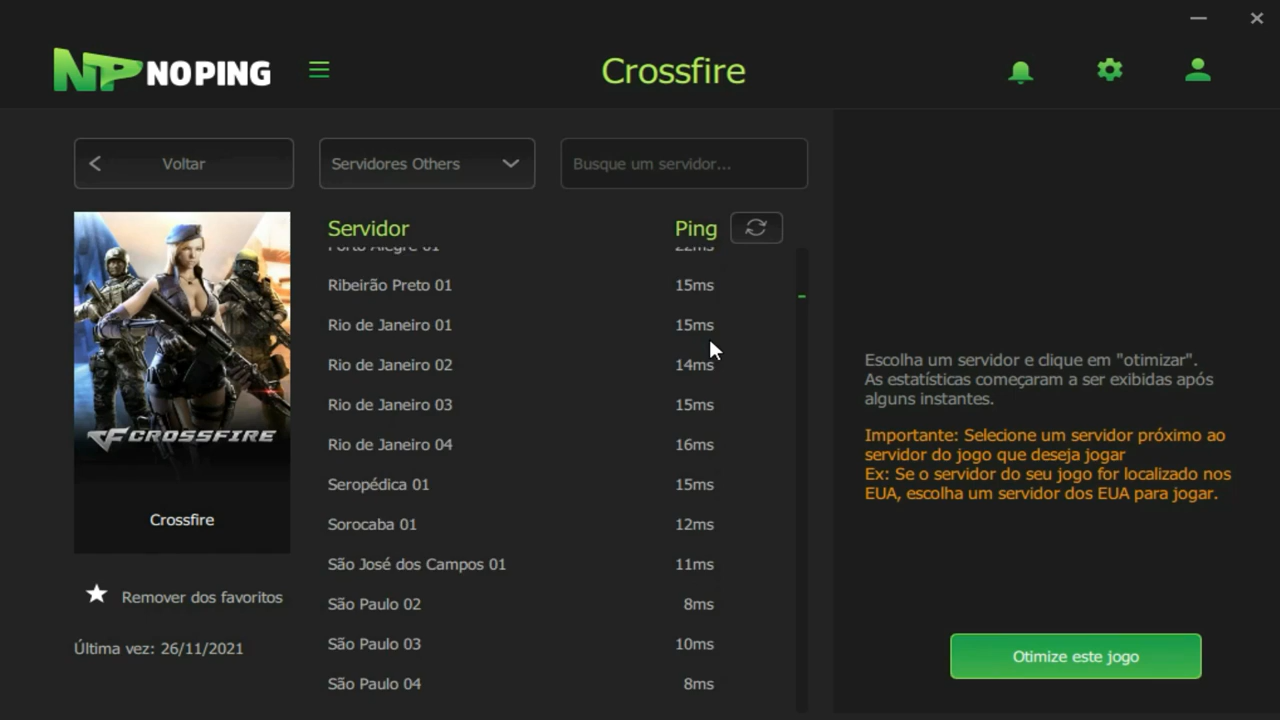 NP NOPING
Crossfire
Voltar
Servidores Others
Busque um servidor...
Servidor Ping
Porto Alegre 01 22ms
Ribeirão Preto 01 15ms
Rio de Janeiro 01 15ms
Rio de Janeiro 02 14ms
Rio de Janeiro 03 15ms
Rio de Janeiro 04 16ms
Seropédica 01 15ms
Sorocaba 01 12ms
São José dos Campos 01 11ms
São Paulo 02 8ms
São Paulo 03 10ms
São Paulo 04 8ms
CF CROSSFIRE
Crossfire
Remover dos favoritos
Última vez: 26/11/2021
Escolha um servidor e clique em "otimizar".
As estatísticas começaram a ser exibidas após
alguns instantes.
Importante: Selecione um servidor próximo ao
servidor do jogo que deseja jogar
Ex: Se o servidor do seu jogo for localizado nos
EUA, escolha um servidor dos EUA para jogar.
Otimize este jogo